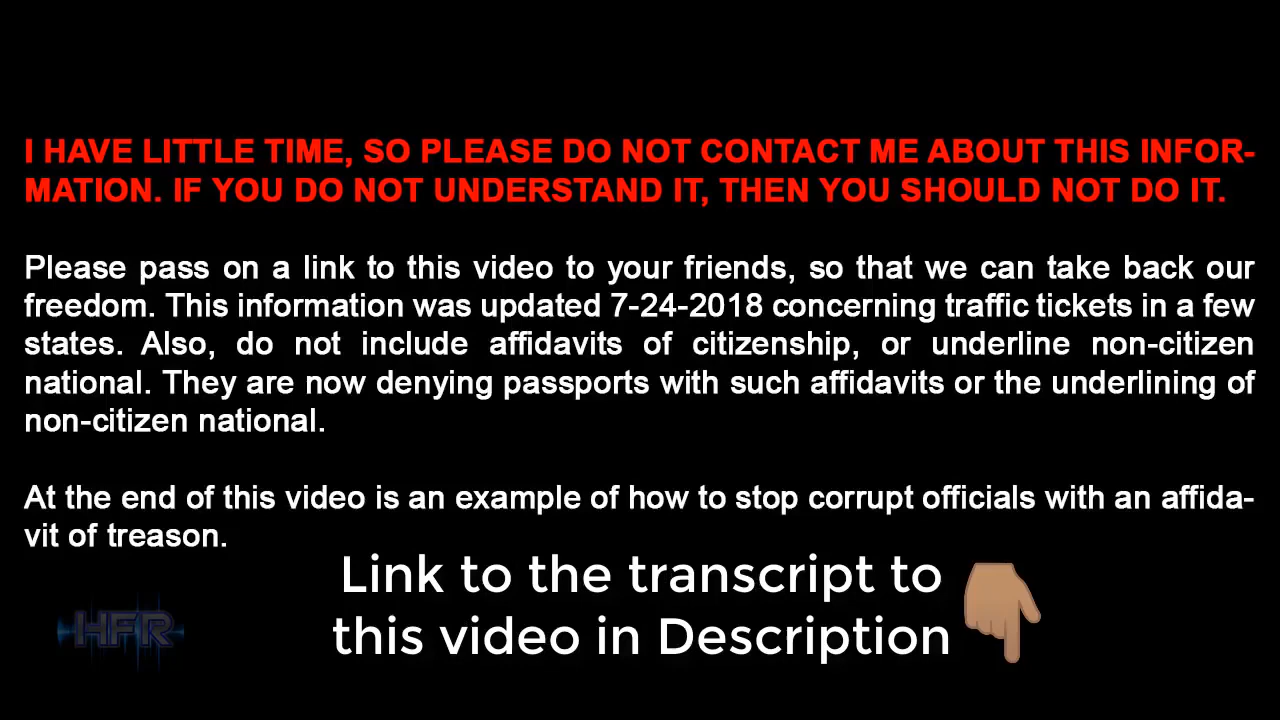 I HAVE LITTLE TIME, SO PLEASE DO NOT CONTACT ME ABOUT THIS INFOR-
MATION. IF YOU DO NOT UNDERSTAND IT, THEN YOU SHOULD NOT DO IT.
Please pass on a link to this video to your friends, so that we can take back our
freedom. This information was updated 7-24-2018 concerning traffic tickets in a few
states. Also, do not include affidavits of citizenship, or underline non-citizen
national. They are now denying passports with such affidavits or the underlining of
non-citizen national.
At the end of this video is an example of how to stop corrupt officials with an affida-
vit of treason.
Link to the transcript to
this video in Description
HFR